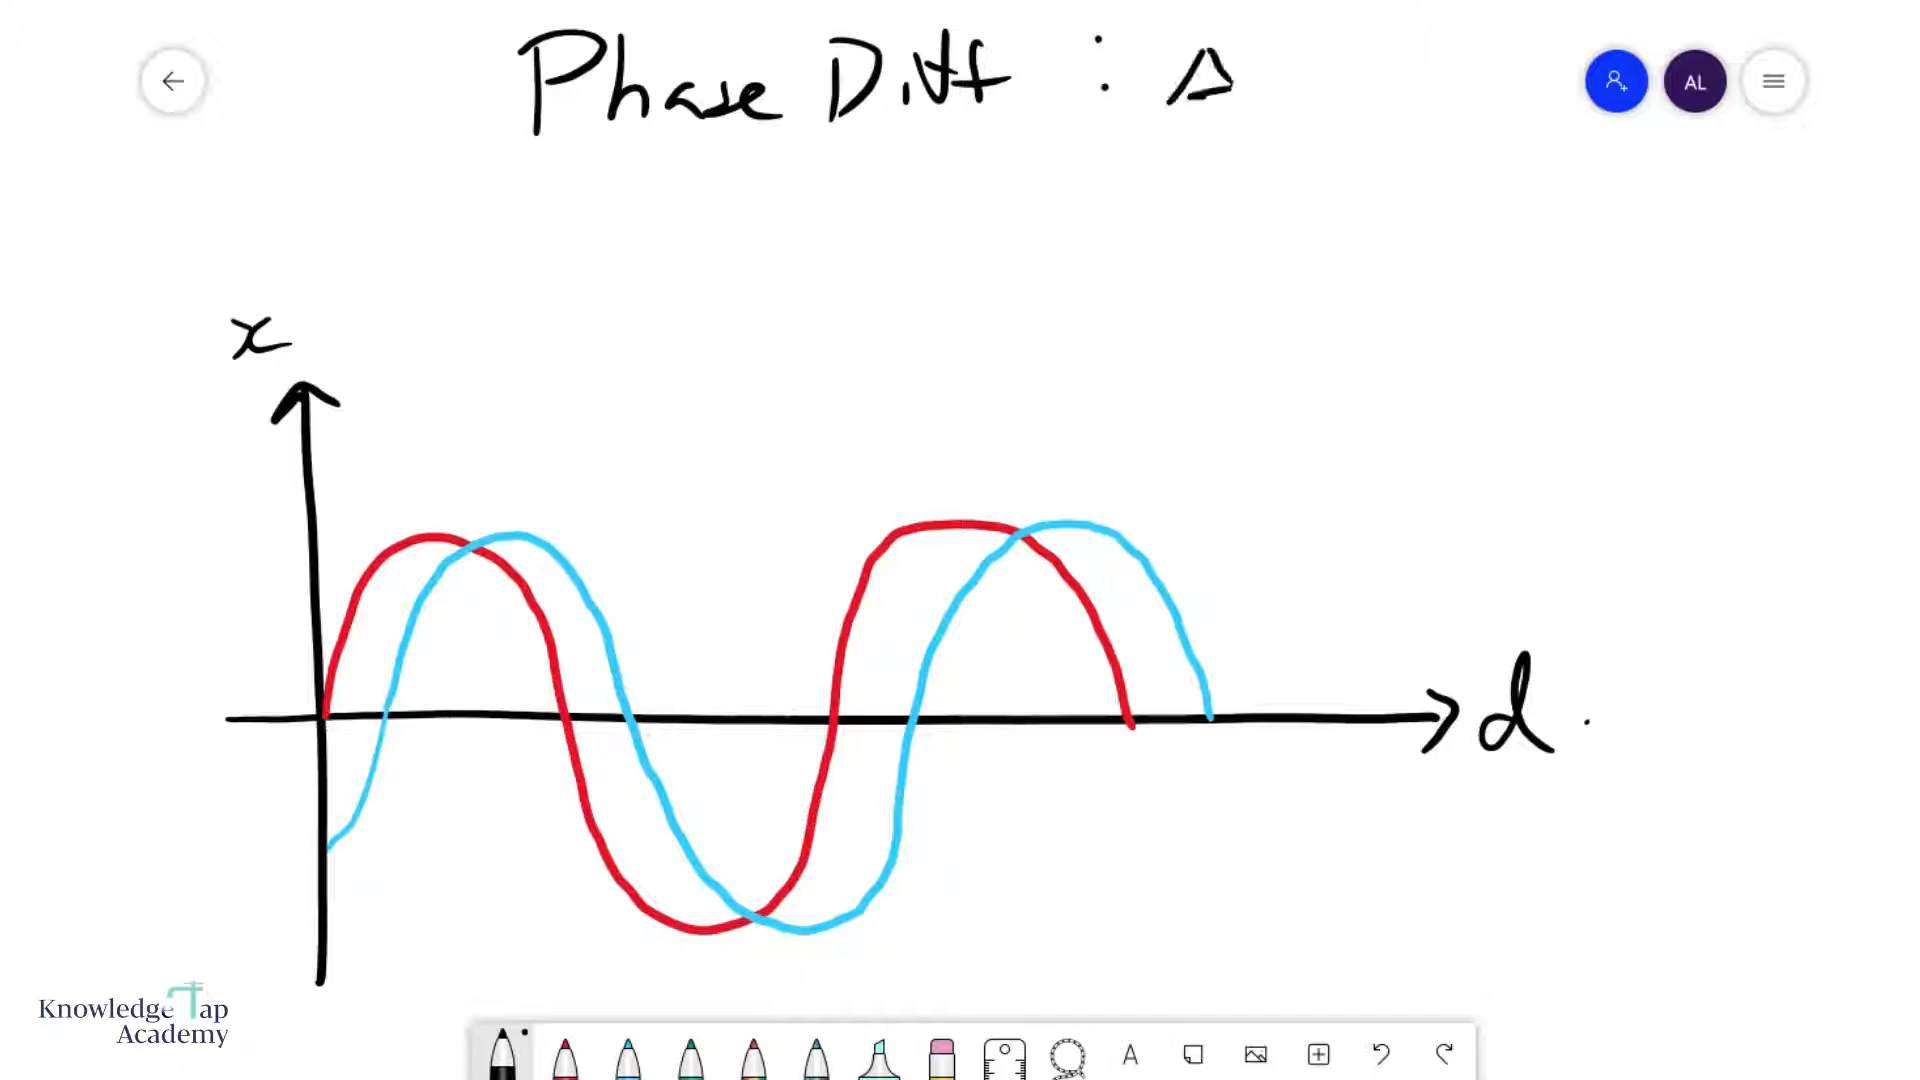 Phase Diff : Δ
AL
x
d
Knowledge Tap
Academy
A